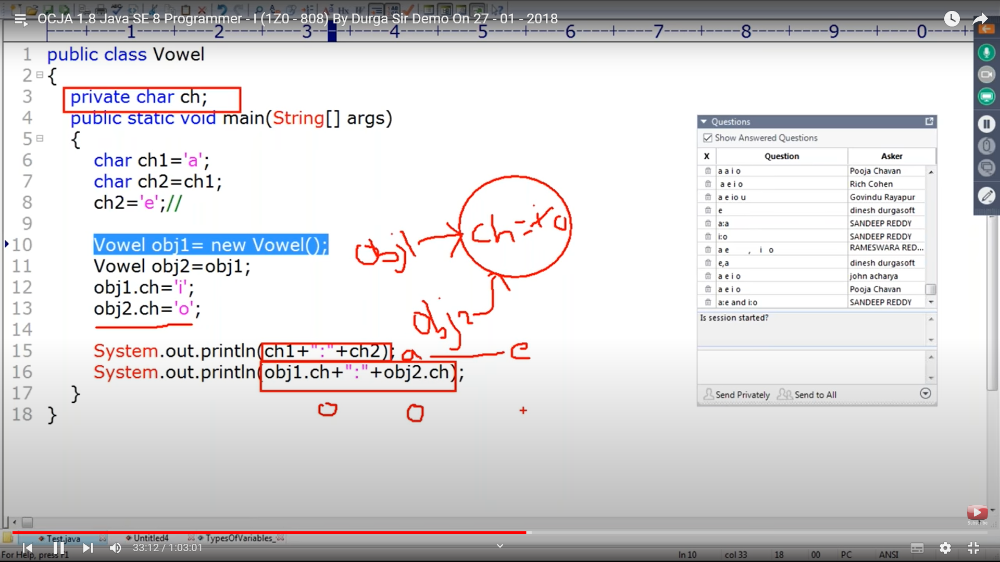 OCJA 1.8 Java SE 8 Programmer - I (1Z0 - 808) By Durga Sir Demo On 27 - 01 - 2018
----+----1----+----2----+----3----+----4----+----5----+----6----+----7----+----8----+----9----+----0----+--
1 public class Vowel
2 {
3 private char ch;
4 public static void main(String[] args)
5 {
6 char ch1='a';
7 char ch2=ch1;
8 ch2='e';//
9
10 Vowel obj1= new Vowel();
11 Vowel obj2=obj1;
12 obj1.ch='i';
13 obj2.ch='o';
14
15 System.out.println(ch1+":"+ch2);
16 System.out.println(obj1.ch+":"+obj2.ch);
17 }
18 }
obj1
ch=i o
obj2
a e
o o
Questions
Show Answered Questions
X Question Asker
a a i o Pooja Chavan
a e i o Rich Cohen
a e io u Govindu Rayapur
e dinesh durgasoft
a:a SANDEEP REDDY
i:o SANDEEP REDDY
a e , i o RAMESWARA RED...
e,a dinesh durgasoft
a e i o john acharya
a e i o Pooja Chavan
a:e and i:o SANDEEP REDDY
Is session started?
Send Privately Send to All
Subscribe
Test.java Untitled4 TypesOfVariables_
33:12 / 1:03:01
For Help, press F1 ln 10 col 33 18 00 PC ANSI